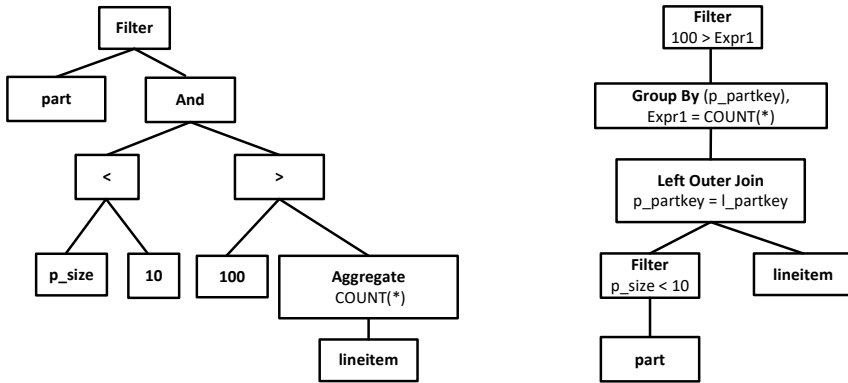 Filter
part
And
<
>
p_size
10
100
Aggregate
COUNT(*)
lineitem
Filter
100 > Expr1
Group By (p_partkey),
Expr1 = COUNT(*)
Left Outer Join
p_partkey = l_partkey
Filter
p_size < 10
lineitem
part